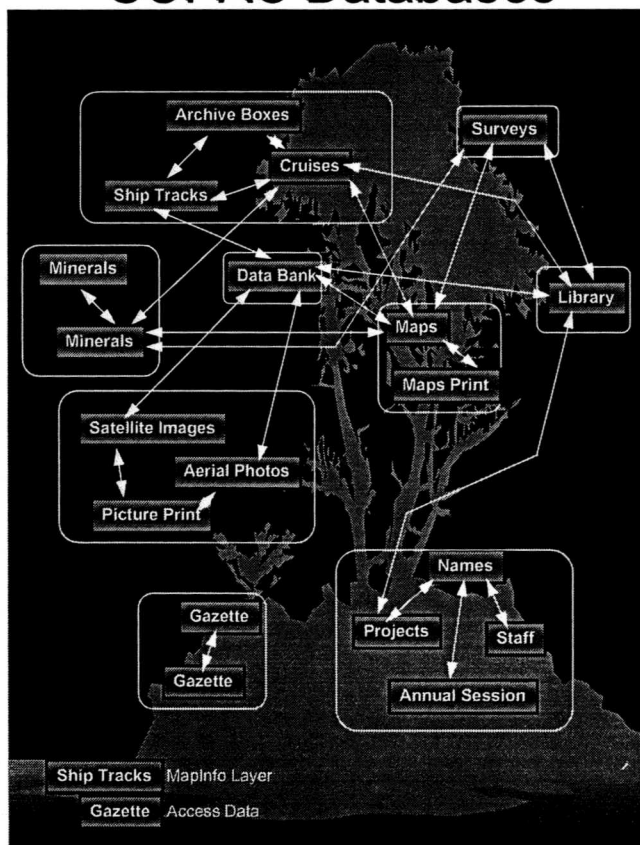 Databases
Archive Boxes
Surveys
Cruises
Ship Tracks
Minerals
Data Bank
Library
Minerals
Maps
Maps Print
Satellite Images
Aerial Photos
Picture Print
Names
Gazette
Projects
Staff
Gazette
Annual Session
Ship Tracks MapInfo Layer
Gazette Access Data